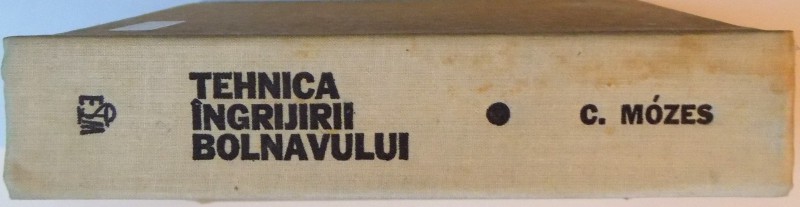 TEHNICA
ÎNGRIJIRII
BOLNAVULUI
C. MÓZES